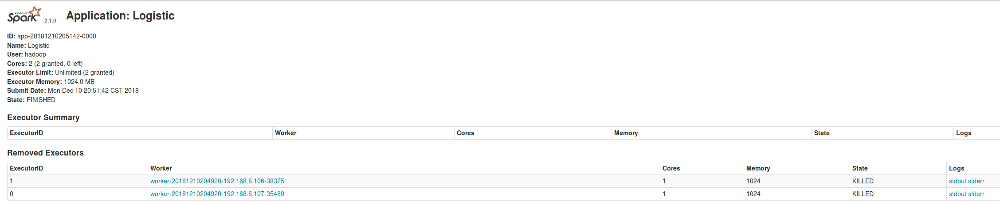 APACHE Spark 2.1.0 Application: Logistic
ID: app-20181210205142-0000
Name: Logistic
User: hadoop
Cores: 2 (2 granted, 0 left)
Executor Limit: Unlimited (2 granted)
Executor Memory: 1024.0 MB
Submit Date: Mon Dec 10 20:51:42 CST 2018
State: FINISHED
Executor Summary
ExecutorID Worker Cores Memory State Logs
Removed Executors
ExecutorID Worker Cores Memory State Logs
1 worker-20181210204920-192.168.8.106-38375 1 1024 KILLED stdout stderr
0 worker-20181210204920-192.168.8.107-35489 1 1024 KILLED stdout stderr